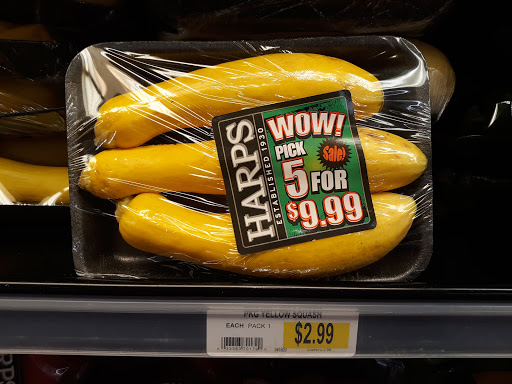 HARPS
ESTABLISHED 1930
WOW!
PICK
Sale!
5 FOR
$9.99
PKG YELLOW SQUASH
EACH PACK 1
$2.99